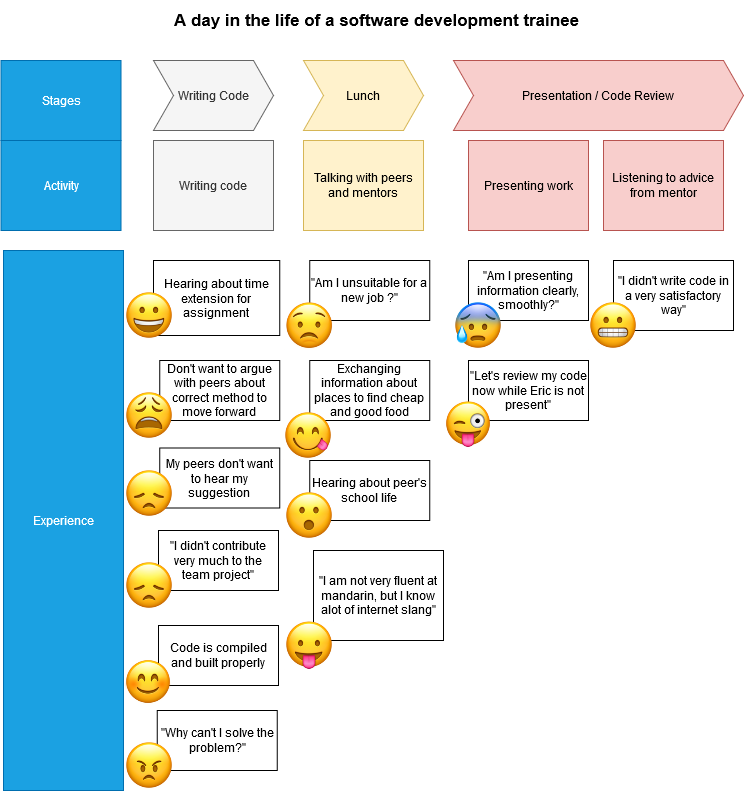 A day in the life of a software development trainee
Stages
Writing Code
Lunch
Presentation / Code Review
Activity
Writing code
Talking with peers
and mentors
Presenting work
Listening to advice
from mentor
Experience
Hearing about time
extension for
assignment
"Am I unsuitable for a
new job ?"
"Am I presenting
information clearly,
smoothly?"
"I didn't write code in
a very satisfactory
way"
Don't want to argue
with peers about
correct method to
move forward
Exchanging
information about
places to find cheap
and good food
"Let's review my code
now while Eric is not
present"
My peers don't want
to hear my
suggestion
Hearing about peer's
school life
"I didn't contribute
very much to the
team project"
"I am not very fluent at
mandarin, but I know
alot of internet slang"
Code is compiled
and built properly
"Why can't I solve the
problem?"